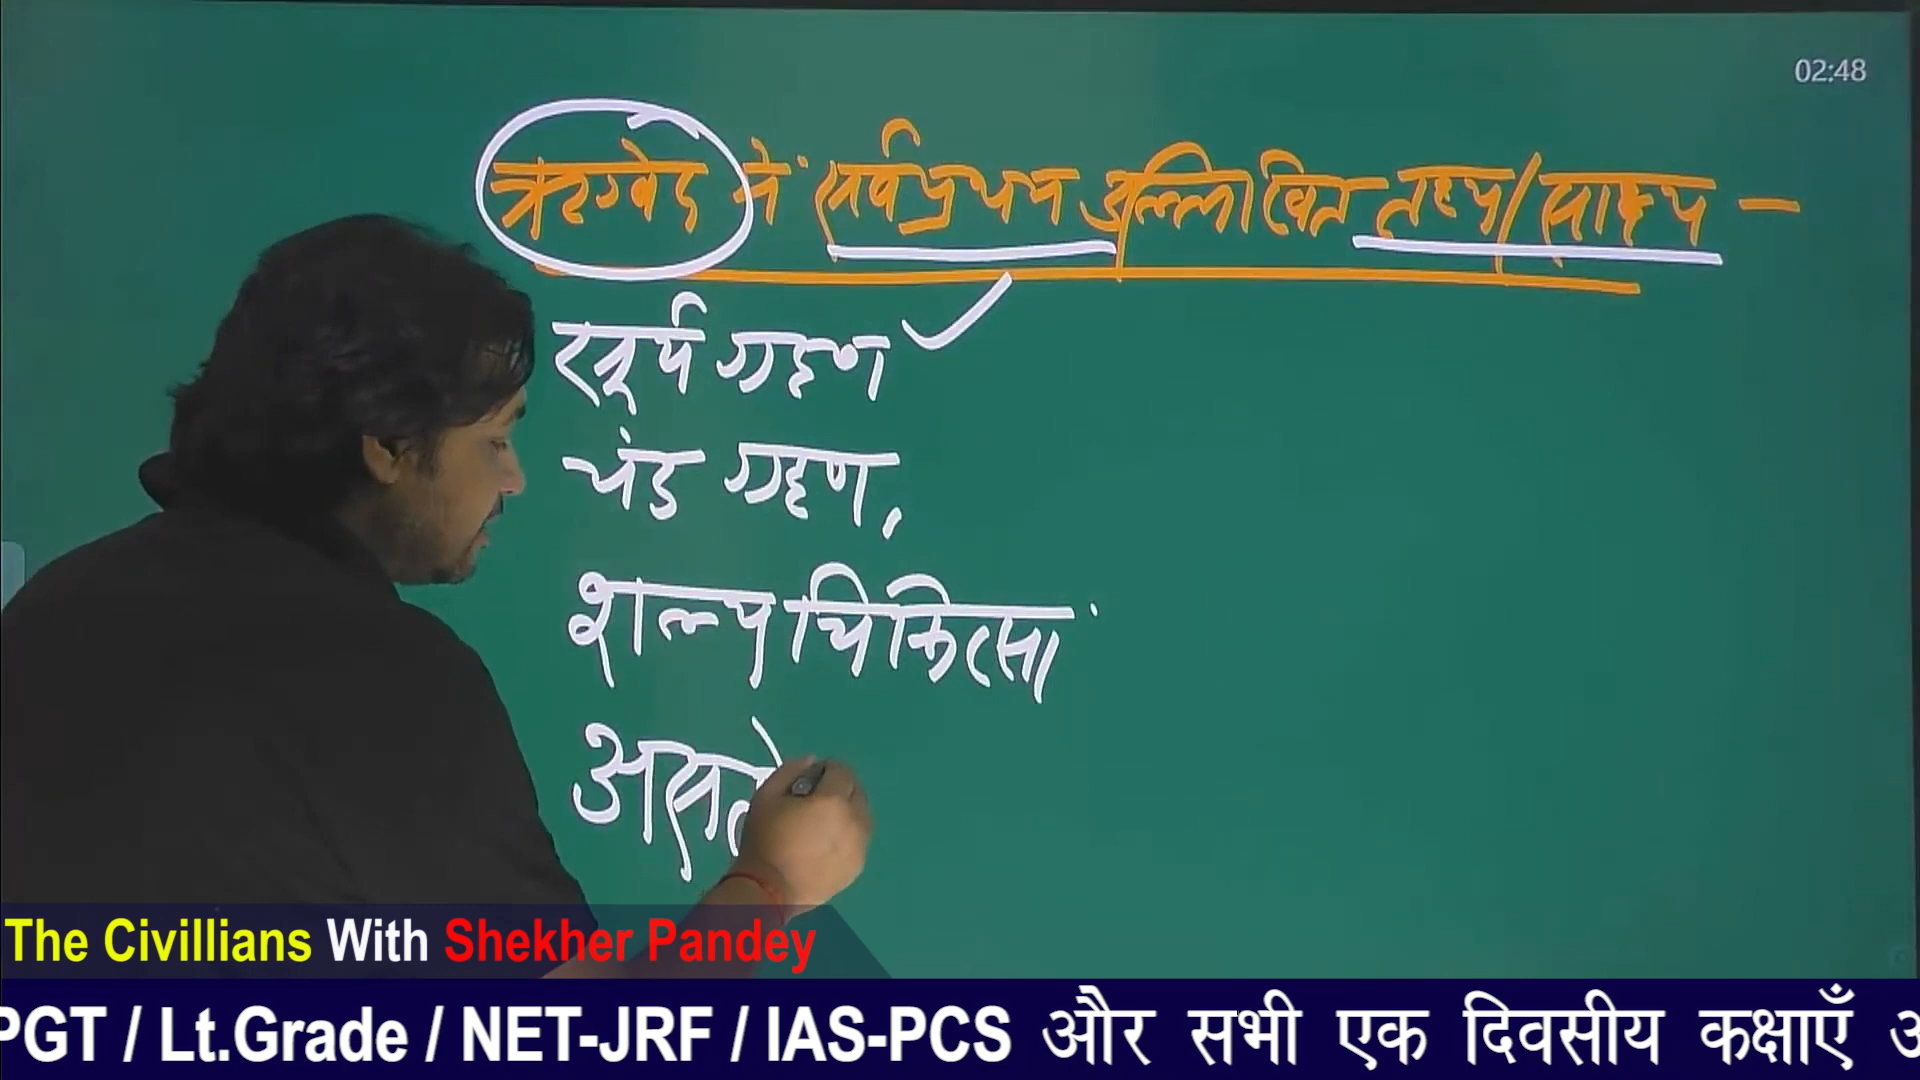 02:48
ऋग्वेद में सर्वप्रथम उल्लिखित तथ्य/साक्ष्य –
सूर्य ग्रहण
चंद्र ग्रहण,
शल्य चिकित्सा
The Civillians With Shekher Pandey
PGT / Lt.Grade / NET-JRF / IAS-PCS और सभी एक दिवसीय कक्षाएँ अ